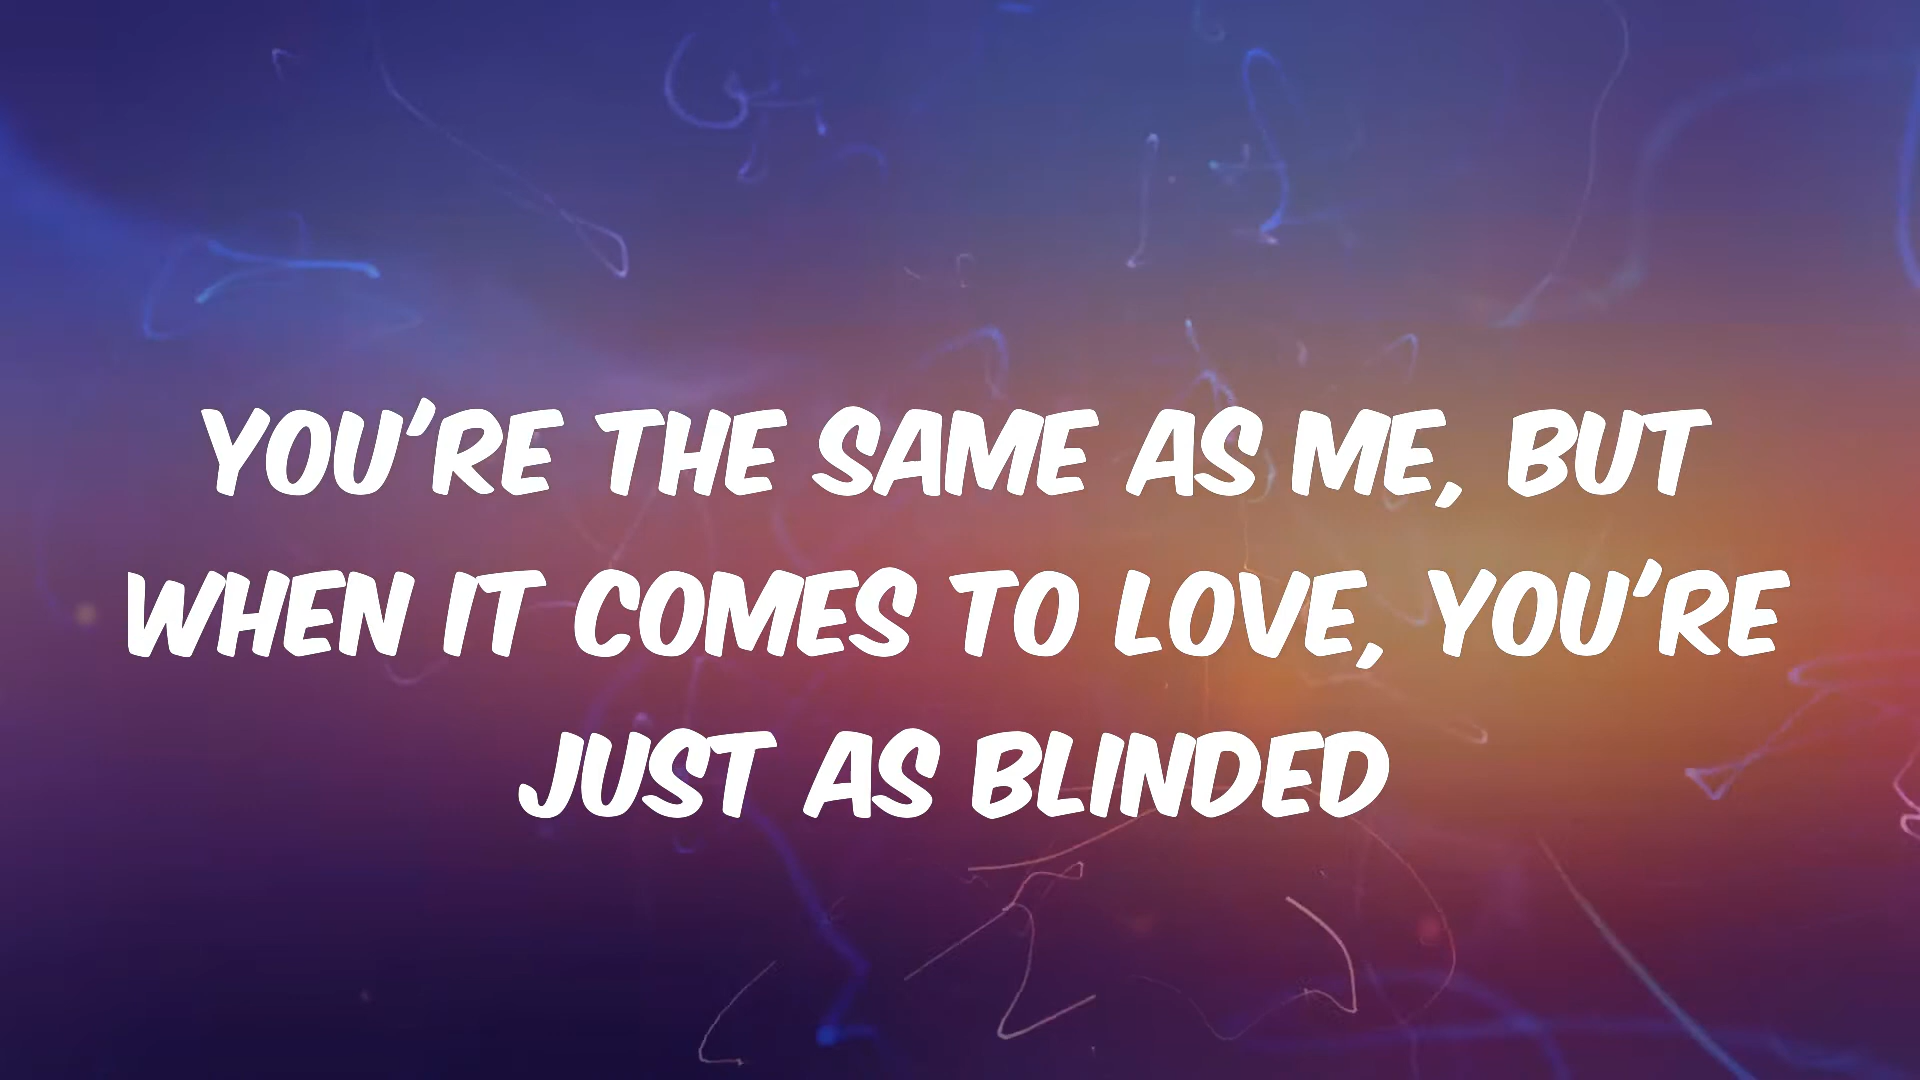 YOU'RE THE SAME AS ME, BUT
WHEN IT COMES TO LOVE, YOU'RE
JUST AS BLINDED